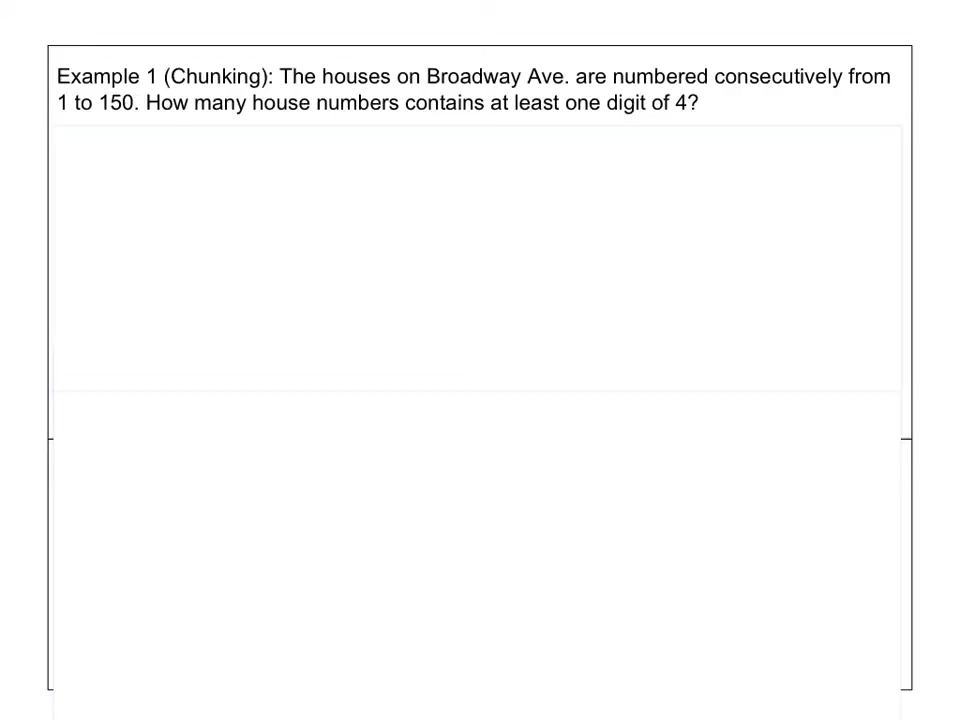 Example 1 (Chunking): The houses on Broadway Ave. are numbered consecutively from
1 to 150. How many house numbers contains at least one digit of 4?